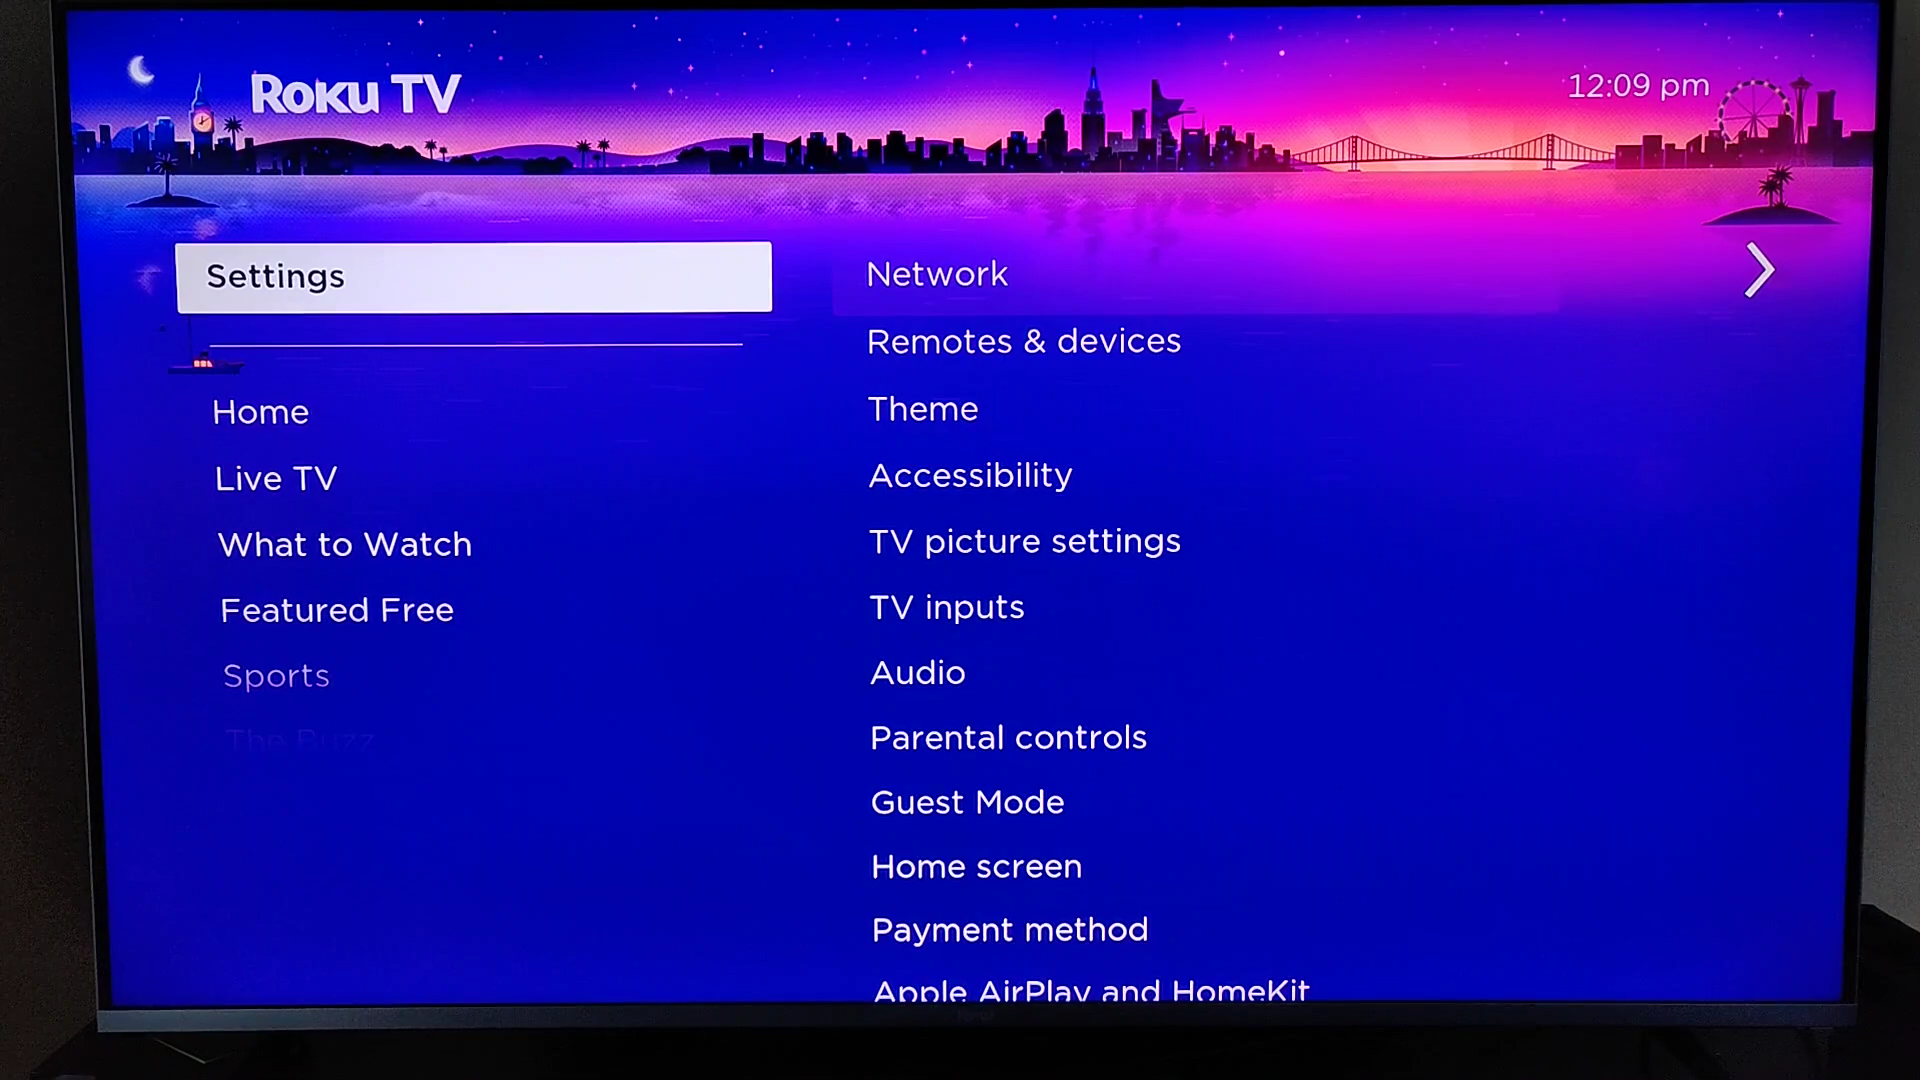 Roku TV
12:09 pm
Settings
Home
Live TV
What to Watch
Featured Free
Sports
The Buzz
Network
Remotes & devices
Theme
Accessibility
TV picture settings
TV inputs
Audio
Parental controls
Guest Mode
Home screen
Payment method
Apple AirPlay and HomeKit